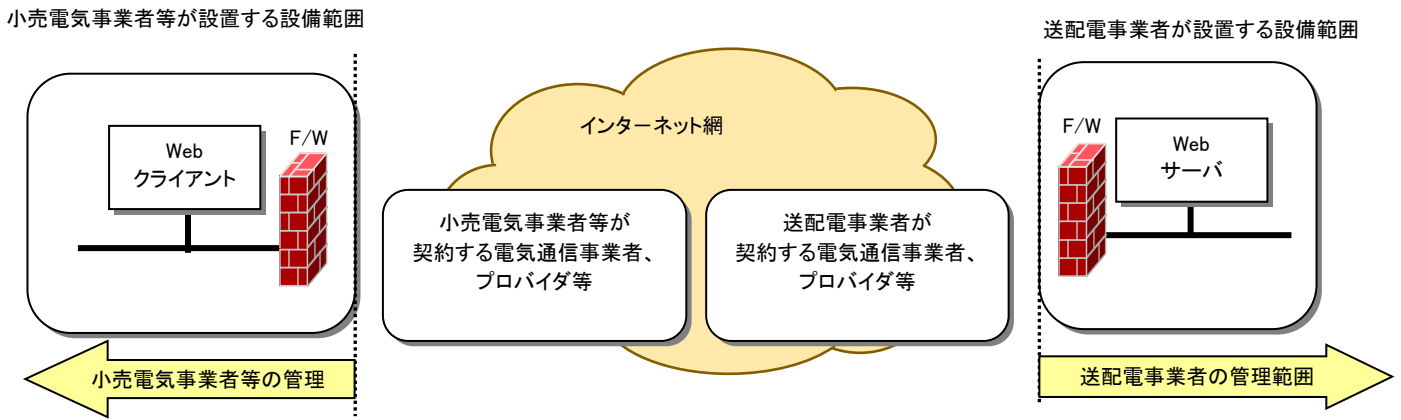 小売電気事業者等が設置する設備範囲
送配電事業者が設置する設備範囲
インターネット網
F/W
Web
クライアント
F/W
Web
サーバ
小売電気事業者等が
契約する電気通信事業者、
プロバイダ等
送配電事業者が
契約する電気通信事業者、
プロバイダ等
小売電気事業者等の管理
送配電事業者の管理範囲